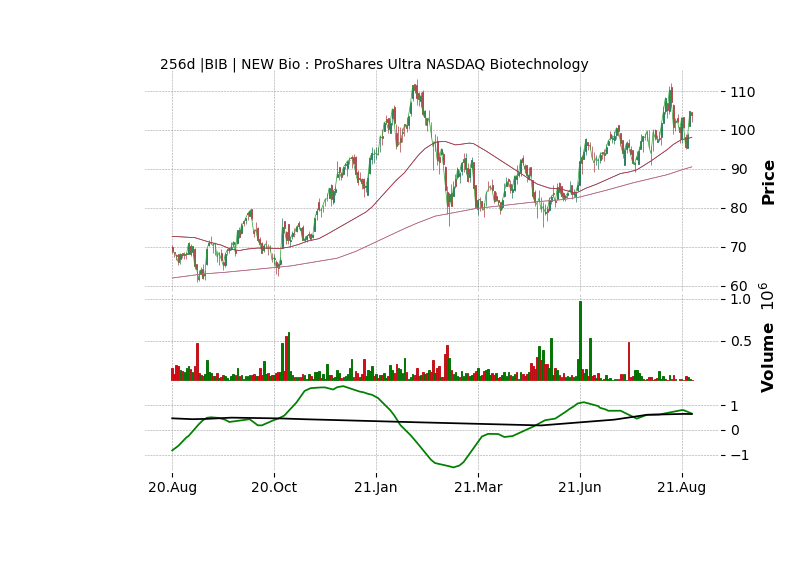 256d |BIB | NEW Bio : ProShares Ultra NASDAQ Biotechnology
110
100
90
80
70
60
Price
1.0
0.5
Volume 10^6
1
0
−1
20.Aug 20.Oct 21.Jan 21.Mar 21.Jun 21.Aug